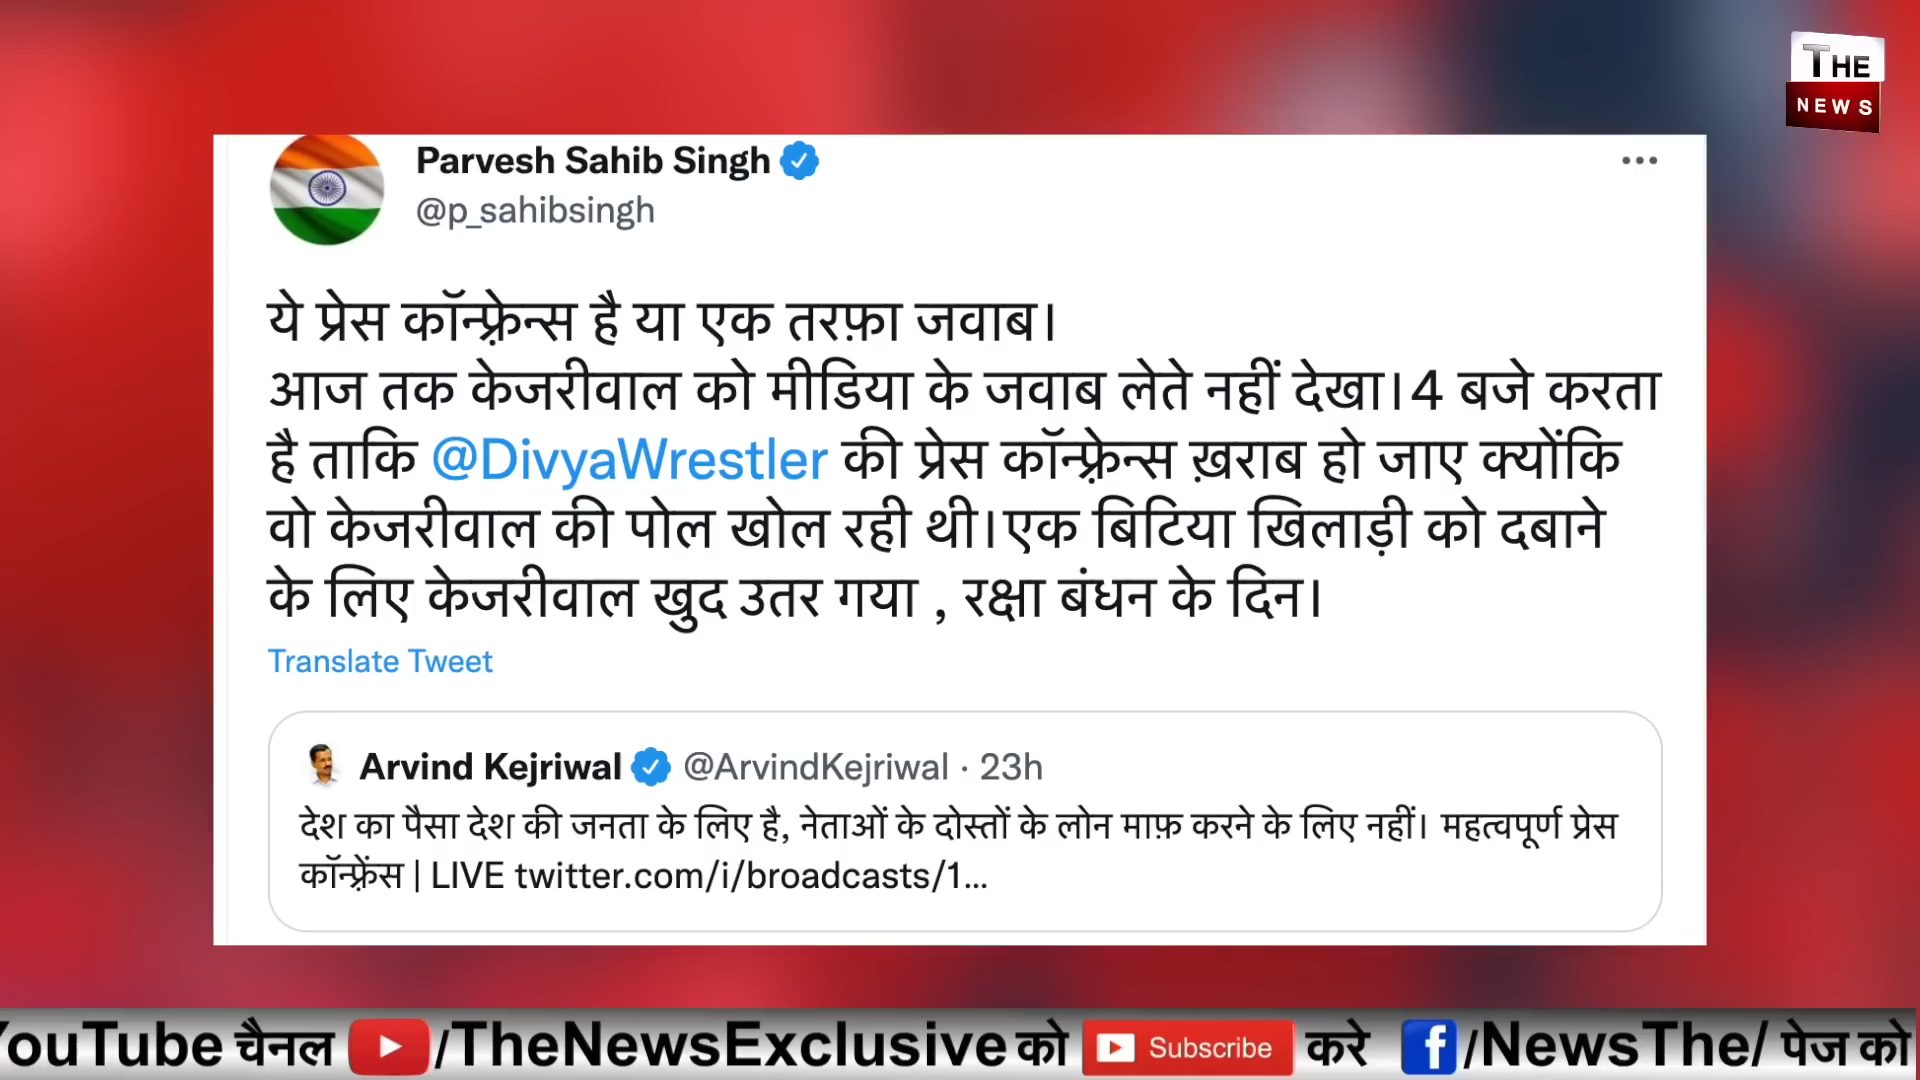 THE
NEWS
Parvesh Sahib Singh
@p_sahibsingh
ये प्रेस कॉन्फ़्रेन्स है या एक तरफ़ा जवाब।
आज तक केजरीवाल को मीडिया के जवाब लेते नहीं देखा।4 बजे करता
है ताकि @DivyaWrestler की प्रेस कॉन्फ़्रेन्स ख़राब हो जाए क्योंकि
वो केजरीवाल की पोल खोल रही थी।एक बिटिया खिलाड़ी को दबाने
के लिए केजरीवाल खुद उतर गया , रक्षा बंधन के दिन।
Translate Tweet
Arvind Kejriwal @ArvindKejriwal · 23h
देश का पैसा देश की जनता के लिए है, नेताओं के दोस्तों के लोन माफ़ करने के लिए नहीं। महत्वपूर्ण प्रेस
कॉन्फ़्रेंस | LIVE twitter.com/i/broadcasts/1...
YouTube चैनल /TheNewsExclusive को Subscribe करे f/NewsThe/ पेज को